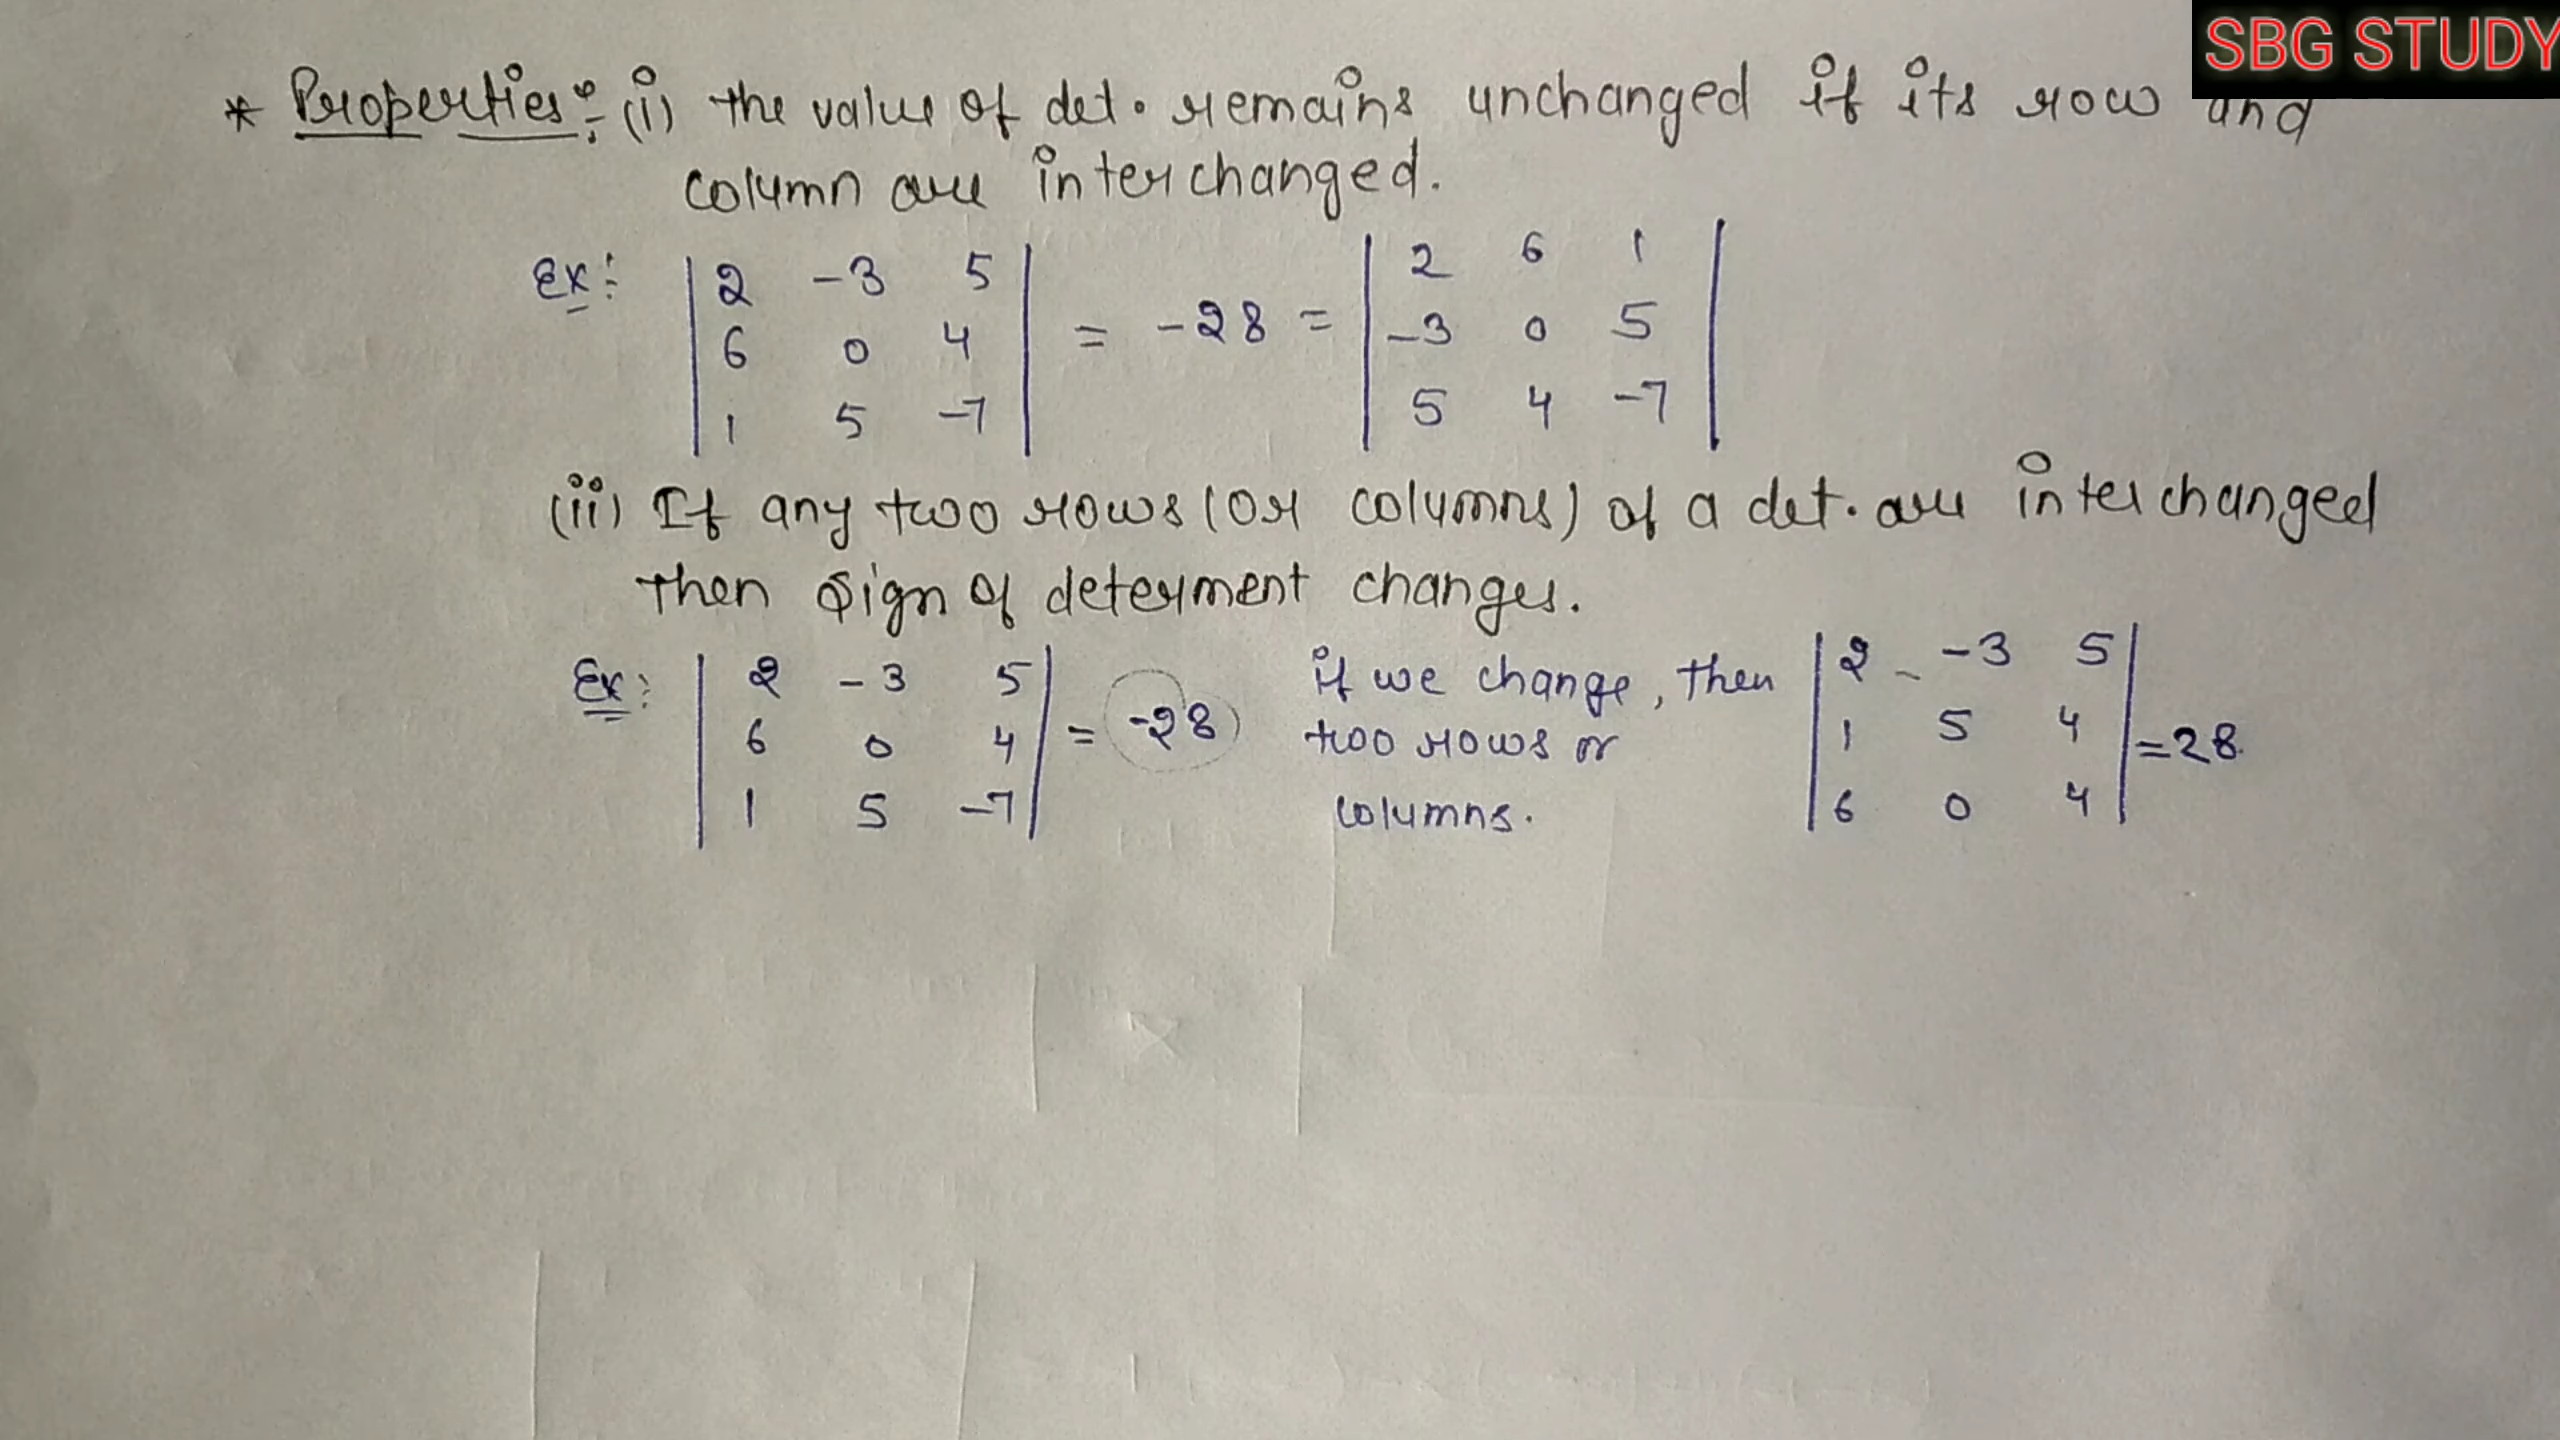 SBG STUDY
* Properties :- (i) the value of det. remains unchanged if its row and
column are interchanged.
Ex:- | 2 -3 5 |
| 6 0 4 | = -28 =
| 1 5 -7 |
| 2 6 1 |
| -3 0 5 |
| 5 4 -7 |
(ii) If any two rows (or columns) of a det. are interchanged
then sign of determent changes.
Ex:- | 2 -3 5 |
| 6 0 4 | = -28
| 1 5 -7 |
if we change, then
two rows or
columns.
| 2 -3 5 |
| 1 5 4 | = 28.
| 6 0 4 |